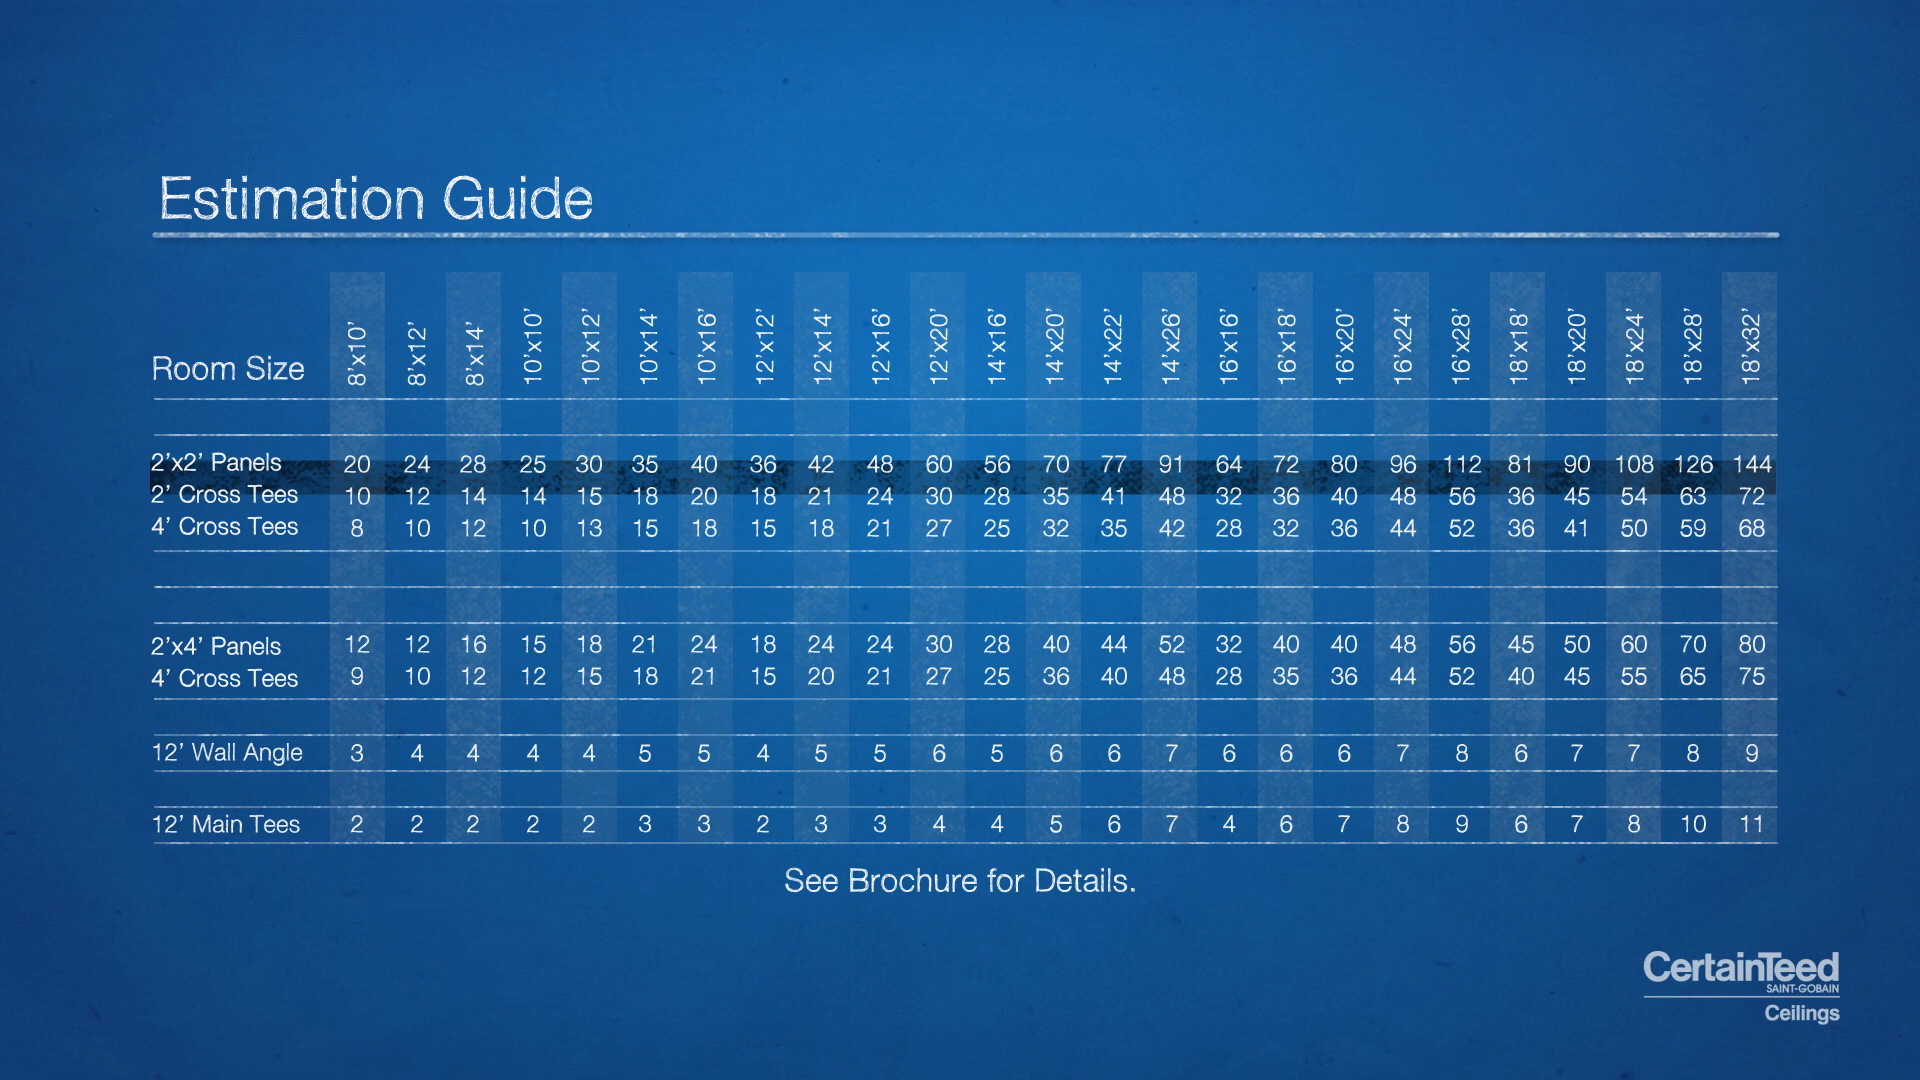 Estimation Guide
Room Size 8’x10’ 8’x12’ 8’x14’ 10’x10’ 10’x12’ 10’x14’ 10’x16’ 12’x12’ 12’x14’ 12’x16’ 12’x20’ 14’x16’ 14’x20’ 14’x22’ 14’x26’ 16’x16’ 16’x18’ 16’x20’ 16’x24’ 16’x28’ 18’x18’ 18’x20’ 18’x24’ 18’x28’ 18’x32’
2’x2’ Panels 20 24 28 25 30 35 40 36 42 48 60 56 70 77 91 64 72 80 96 112 81 90 108 126 144
2’ Cross Tees 10 12 14 14 15 18 20 18 21 24 30 28 35 41 48 32 36 40 48 56 36 45 54 63 72
4’ Cross Tees 8 10 12 10 13 15 18 15 18 21 27 25 32 35 42 28 32 36 44 52 36 41 50 59 68
2’x4’ Panels 12 12 16 15 18 21 24 18 24 24 30 28 40 44 52 32 40 40 48 56 45 50 60 70 80
4’ Cross Tees 9 10 12 12 15 18 21 15 20 21 27 25 36 40 48 28 35 36 44 52 40 45 55 65 75
12’ Wall Angle 3 4 4 4 4 5 5 4 5 5 6 5 6 6 7 6 6 6 7 8 6 7 7 8 9
12’ Main Tees 2 2 2 2 2 3 3 2 3 3 4 4 5 6 7 4 6 7 8 9 6 7 8 10 11
See Brochure for Details.
CertainTeed
SAINT-GOBAIN
Ceilings